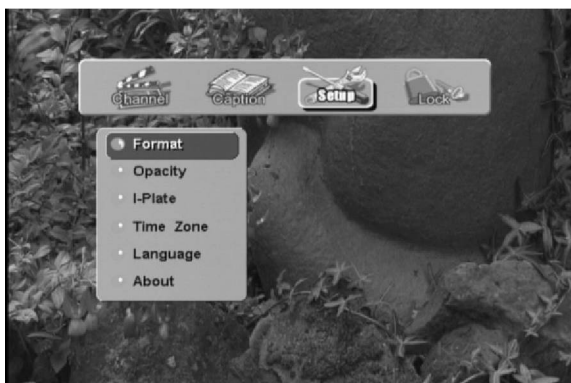 Channel Caption Setup Lock
Format
Opacity
I-Plate
Time Zone
Language
About